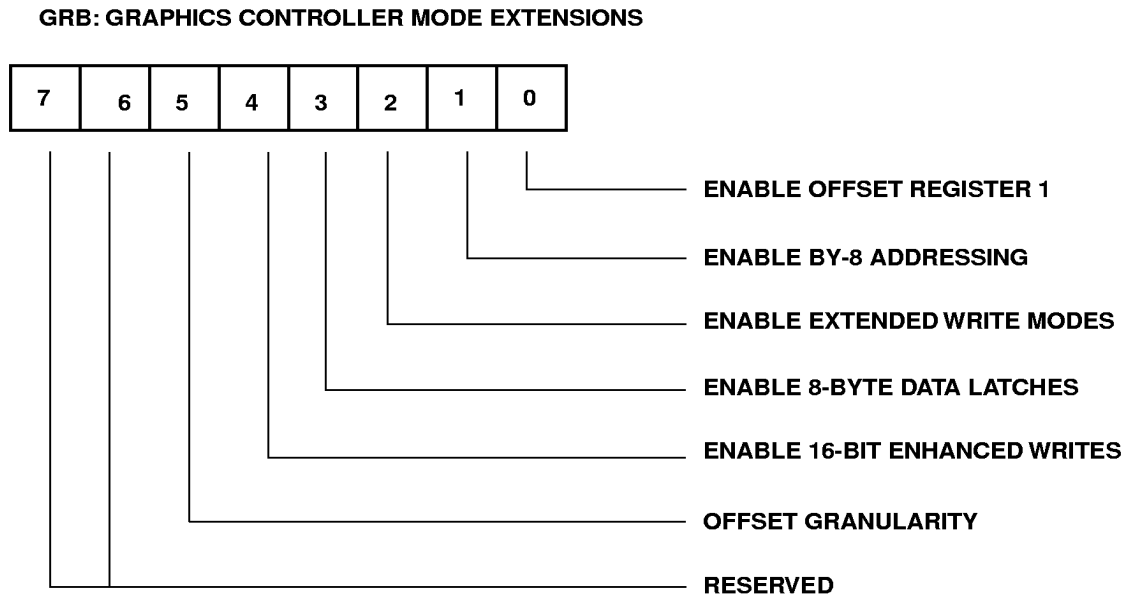 GRB: GRAPHICS CONTROLLER MODE EXTENSIONS
7 6 5 4 3 2 1 0
ENABLE OFFSET REGISTER 1
ENABLE BY-8 ADDRESSING
ENABLE EXTENDED WRITE MODES
ENABLE 8-BYTE DATA LATCHES
ENABLE 16-BIT ENHANCED WRITES
OFFSET GRANULARITY
RESERVED